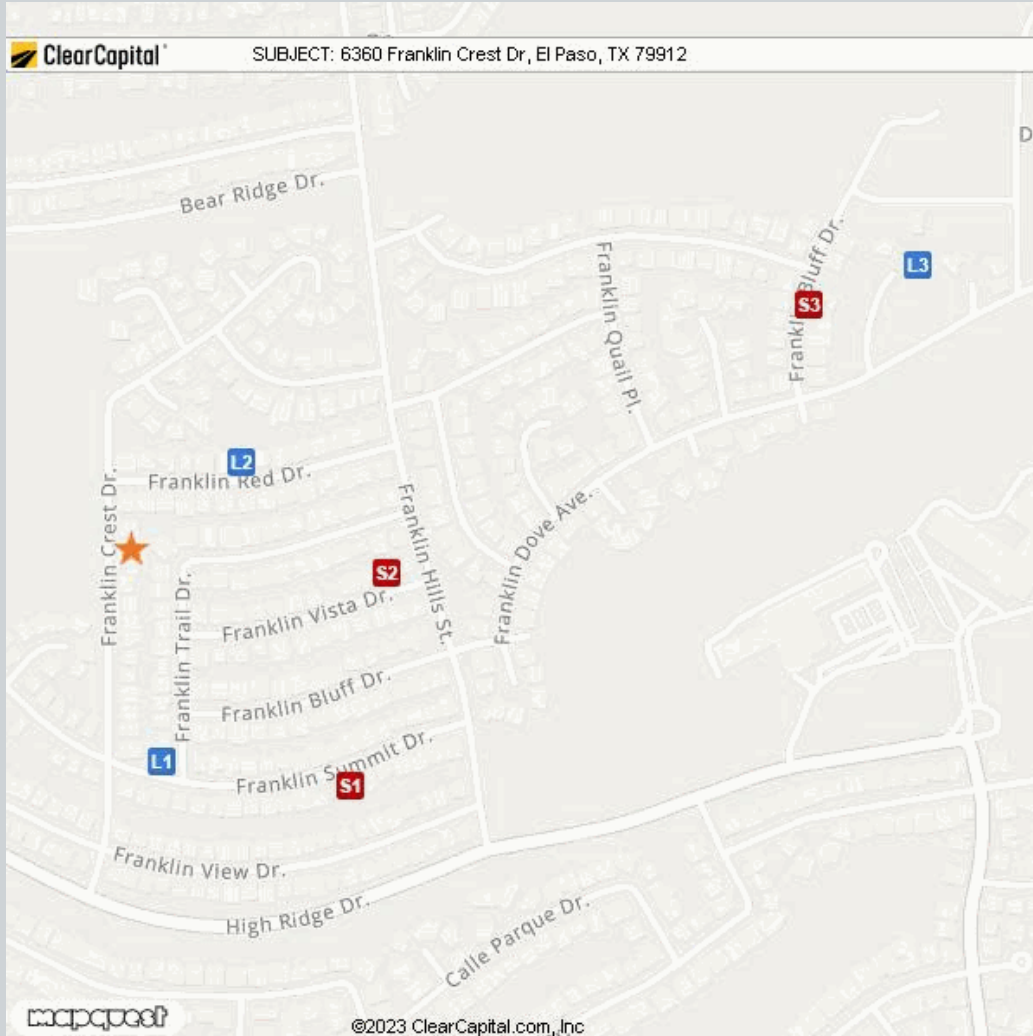 ClearCapital
SUBJECT: 6360 Franklin Crest Dr, El Paso, TX 79912
D
Bear Ridge Dr.
Franklin Bluff Dr.
L3
Franklin Quail Pl.
S3
L2
Franklin Red Dr.
Franklin Crest Dr.
Franklin Hills St.
Franklin Dove Ave.
S2
Franklin Trail Dr.
Franklin Vista Dr.
Franklin Bluff Dr.
L1
Franklin Summit Dr.
S1
Franklin View Dr.
High Ridge Dr.
Calle Parque Dr.
mapquest
©2023 ClearCapital.com, Inc